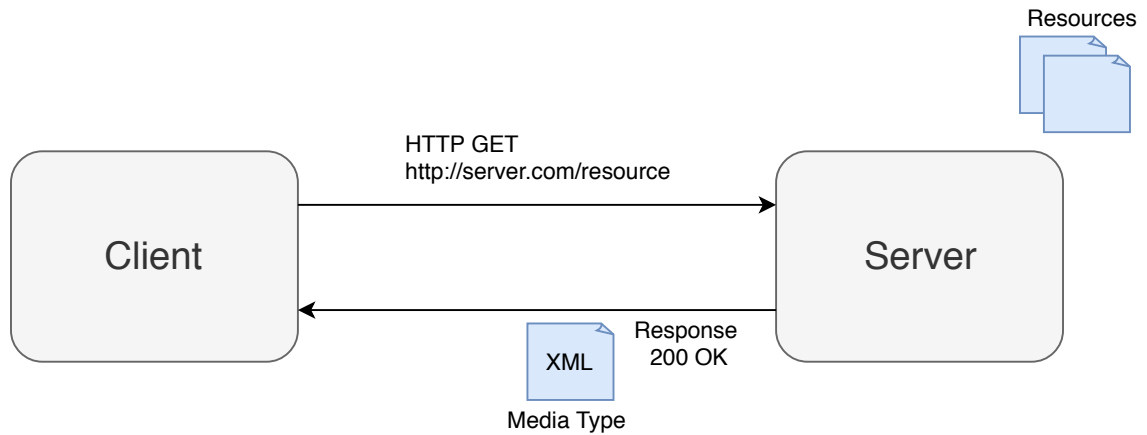 Resources
HTTP GET
http://server.com/resource
Client
Server
Response
200 OK
XML
Media Type